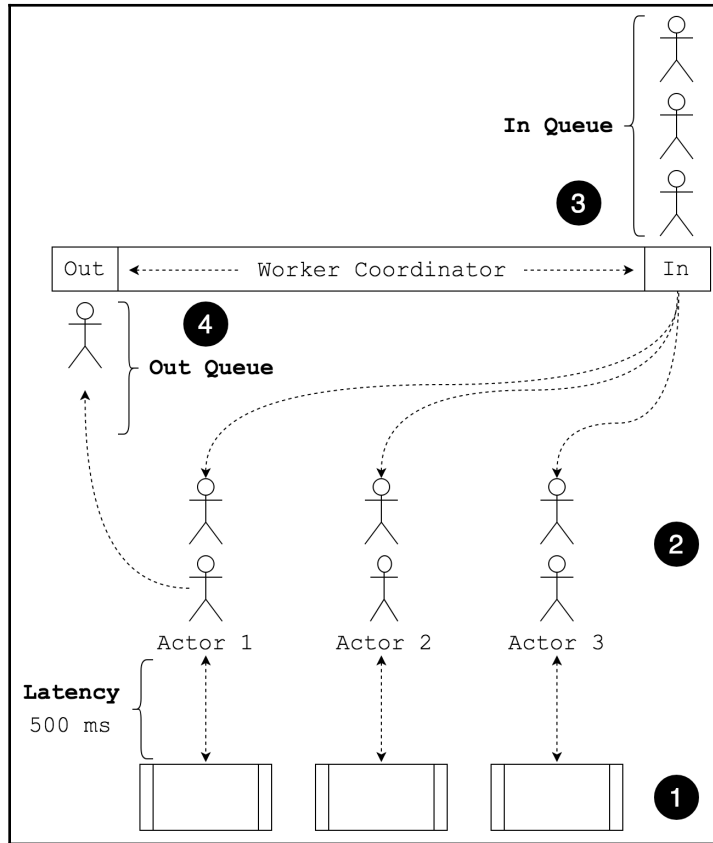 In Queue
3
Out
Worker Coordinator
In
4
Out Queue
2
Actor 1
Actor 2
Actor 3
Latency
500 ms
1